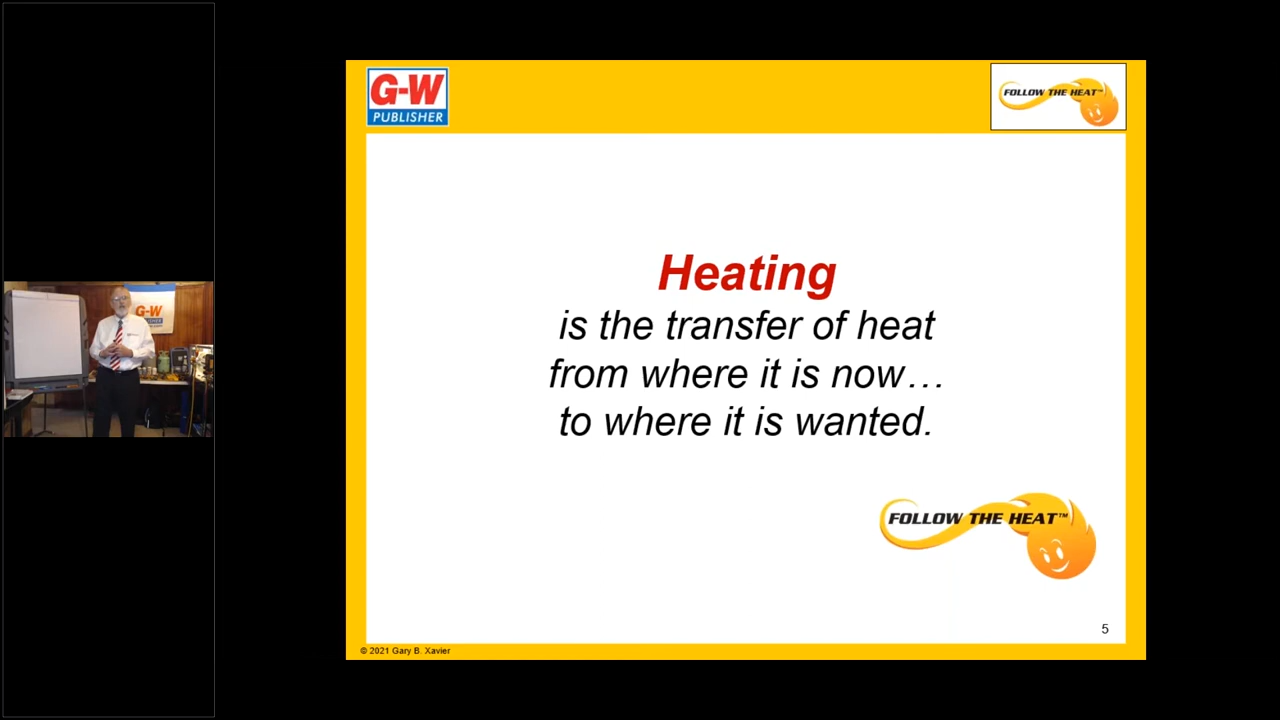 G-W
PUBLISHER
FOLLOW THE HEAT™
Heating
is the transfer of heat
from where it is now…
to where it is wanted.
FOLLOW THE HEAT™
5
© 2021 Gary B. Xavier
G-W